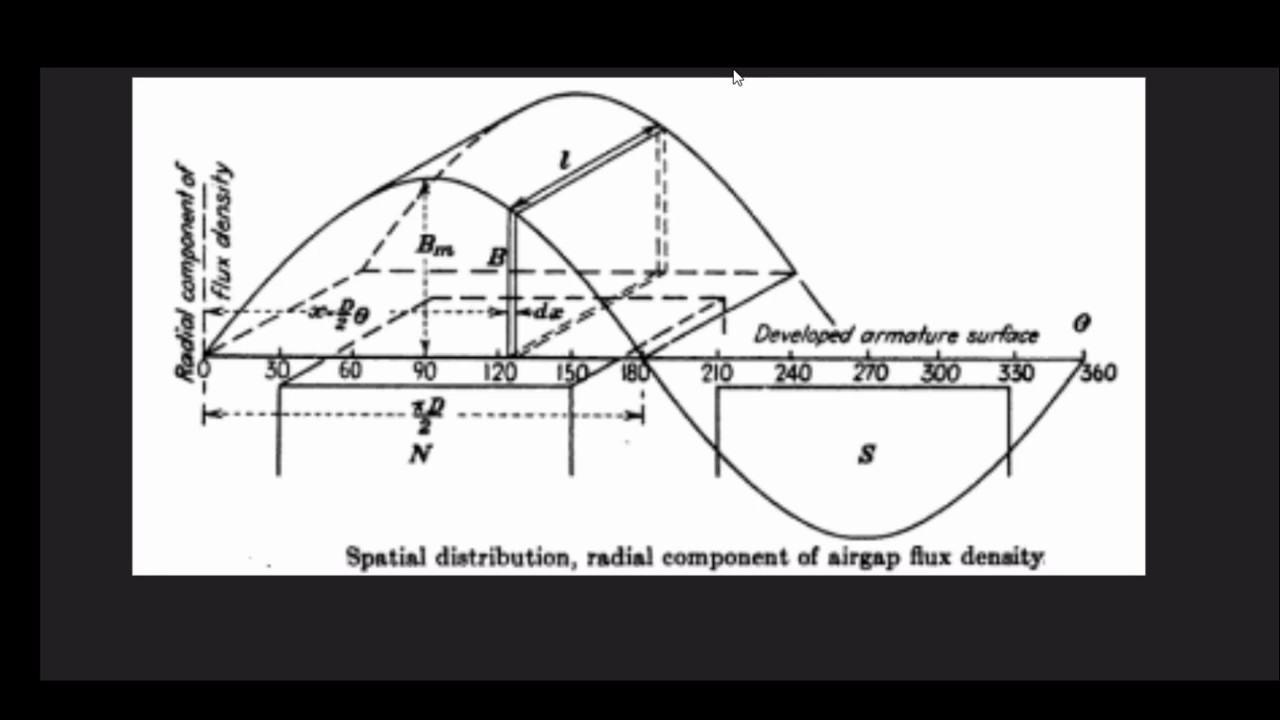 Radial component of
flux density
l
Bm
B
x=D/2 θ
dx
Developed armature surface
θ
0 30 60 90 120 150 180 210 240 270 300 330 360
πD/2
N
S
Spatial distribution, radial component of airgap flux density.